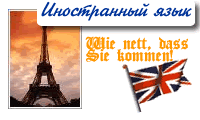 Иностранный язык
Wie nett, dass
Sie kommen!